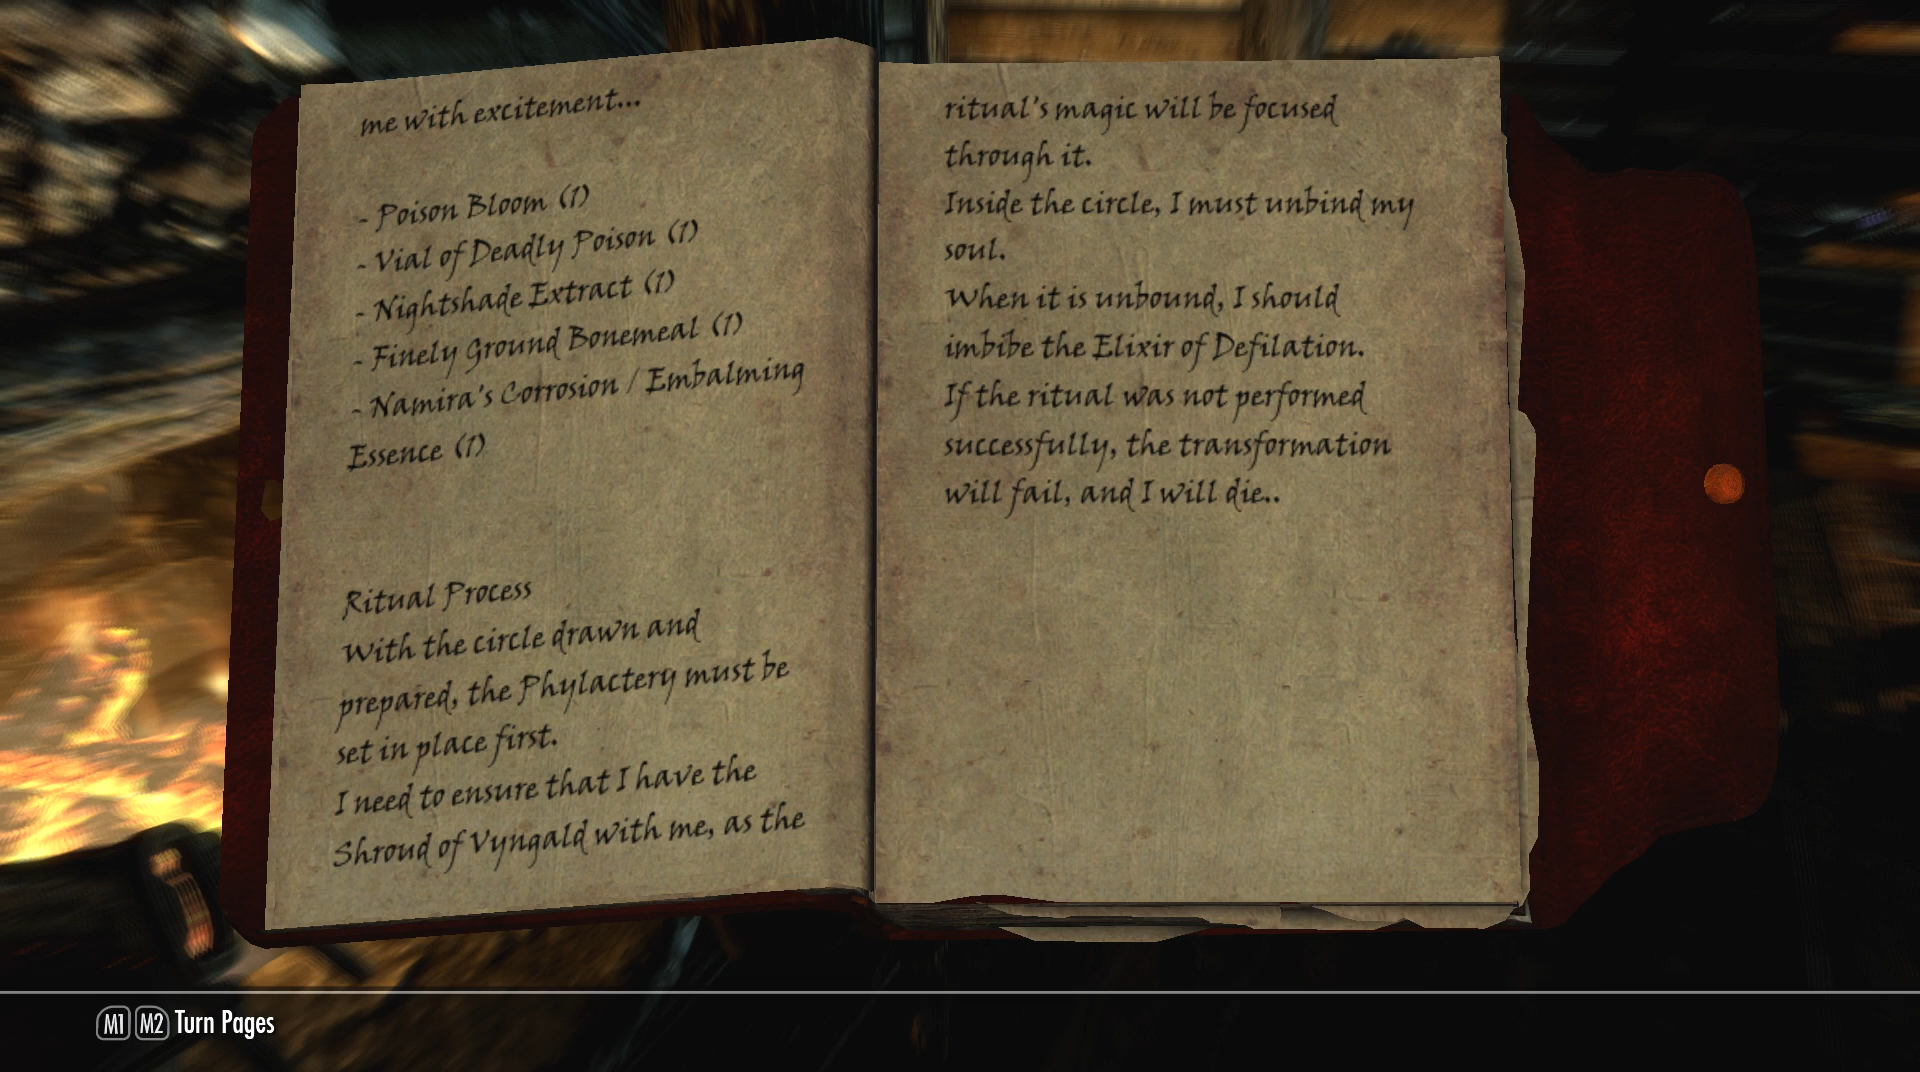 me with excitement...
- Poison Bloom (1)
- Vial of Deadly Poison (1)
- Nightshade Extract (1)
- Finely Ground Bonemeal (1)
- Namira's Corrosion / Embalming
Essence (1)
Ritual Process
With the circle drawn and
prepared, the Phylactery must be
set in place first.
I need to ensure that I have the
Shroud of Vyngald with me, as the
ritual's magic will be focused
through it.
Inside the circle, I must unbind my
soul.
When it is unbound, I should
imbibe the Elixir of Defilation.
If the ritual was not performed
successfully, the transformation
will fail, and I will die..
M1 M2 Turn Pages